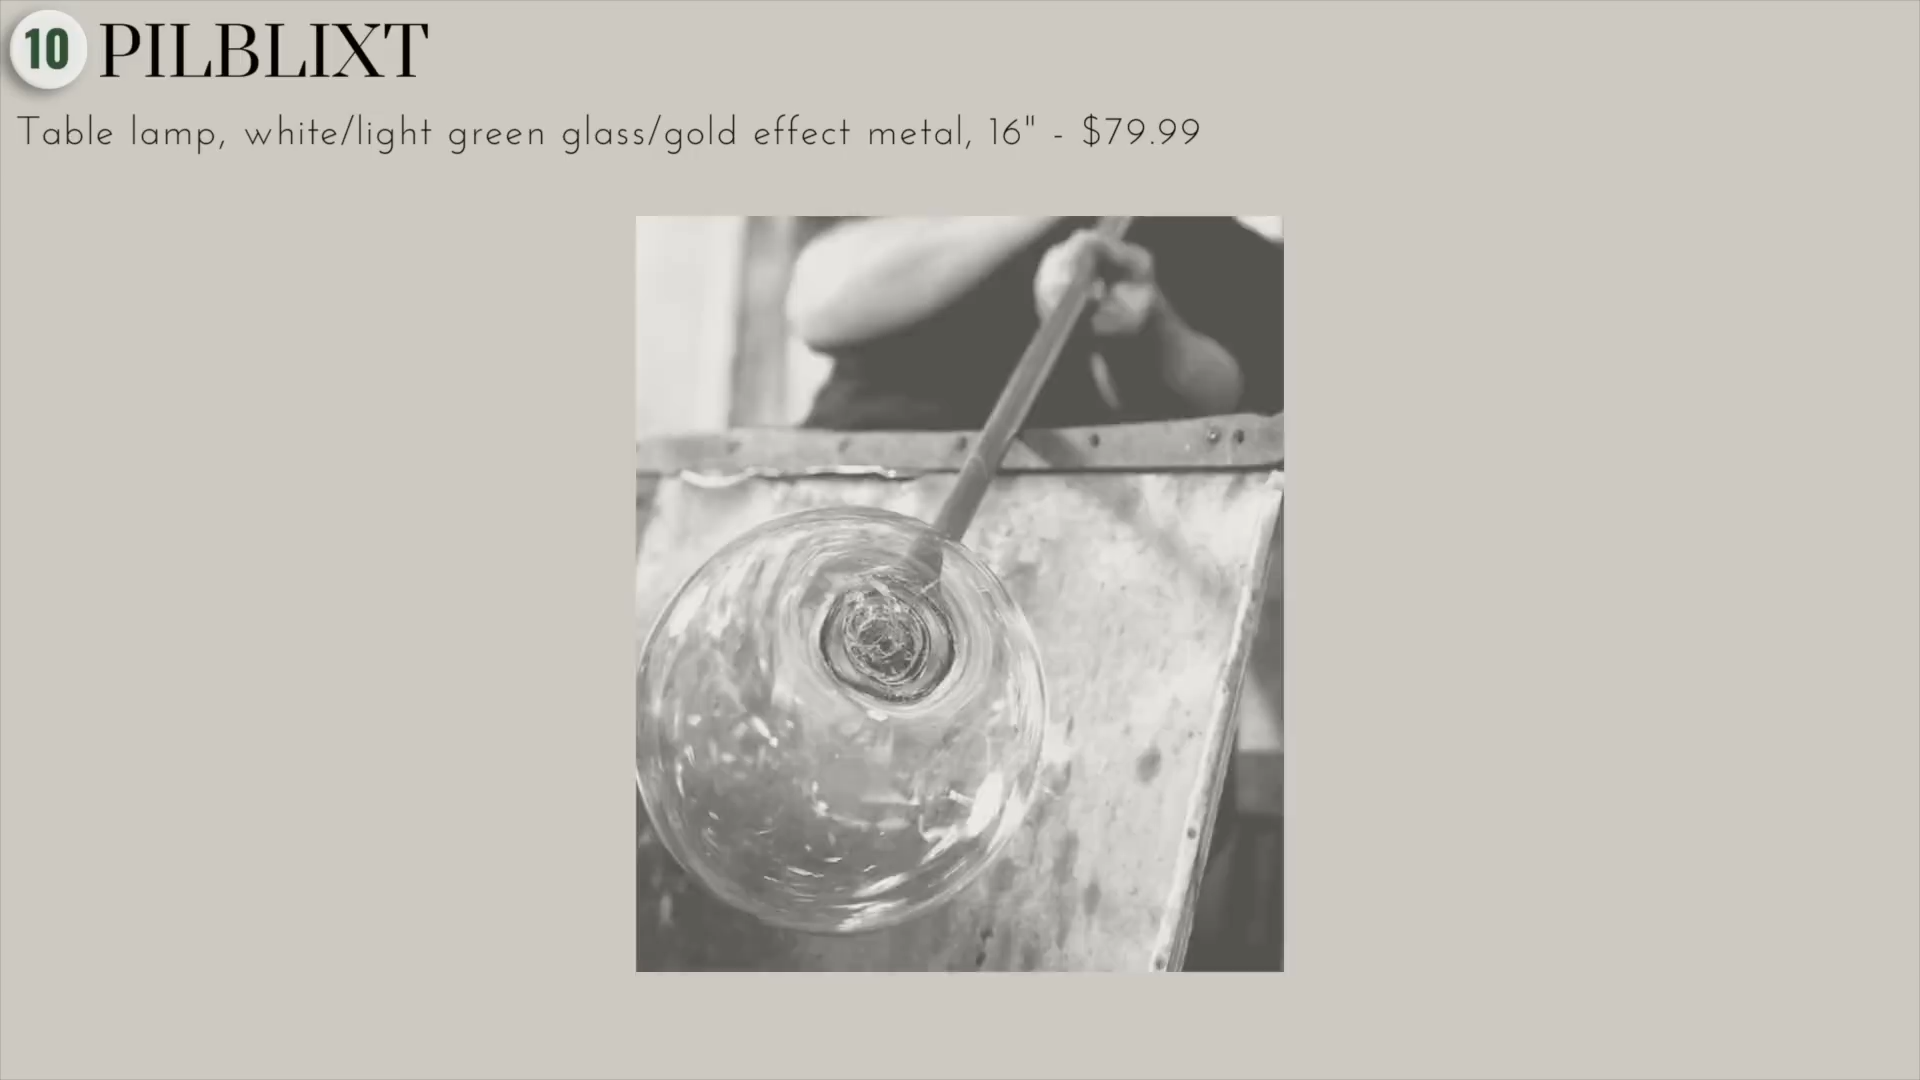 10 PILBLIXT
Table lamp, white/light green glass/gold effect metal, 16" - $79.99